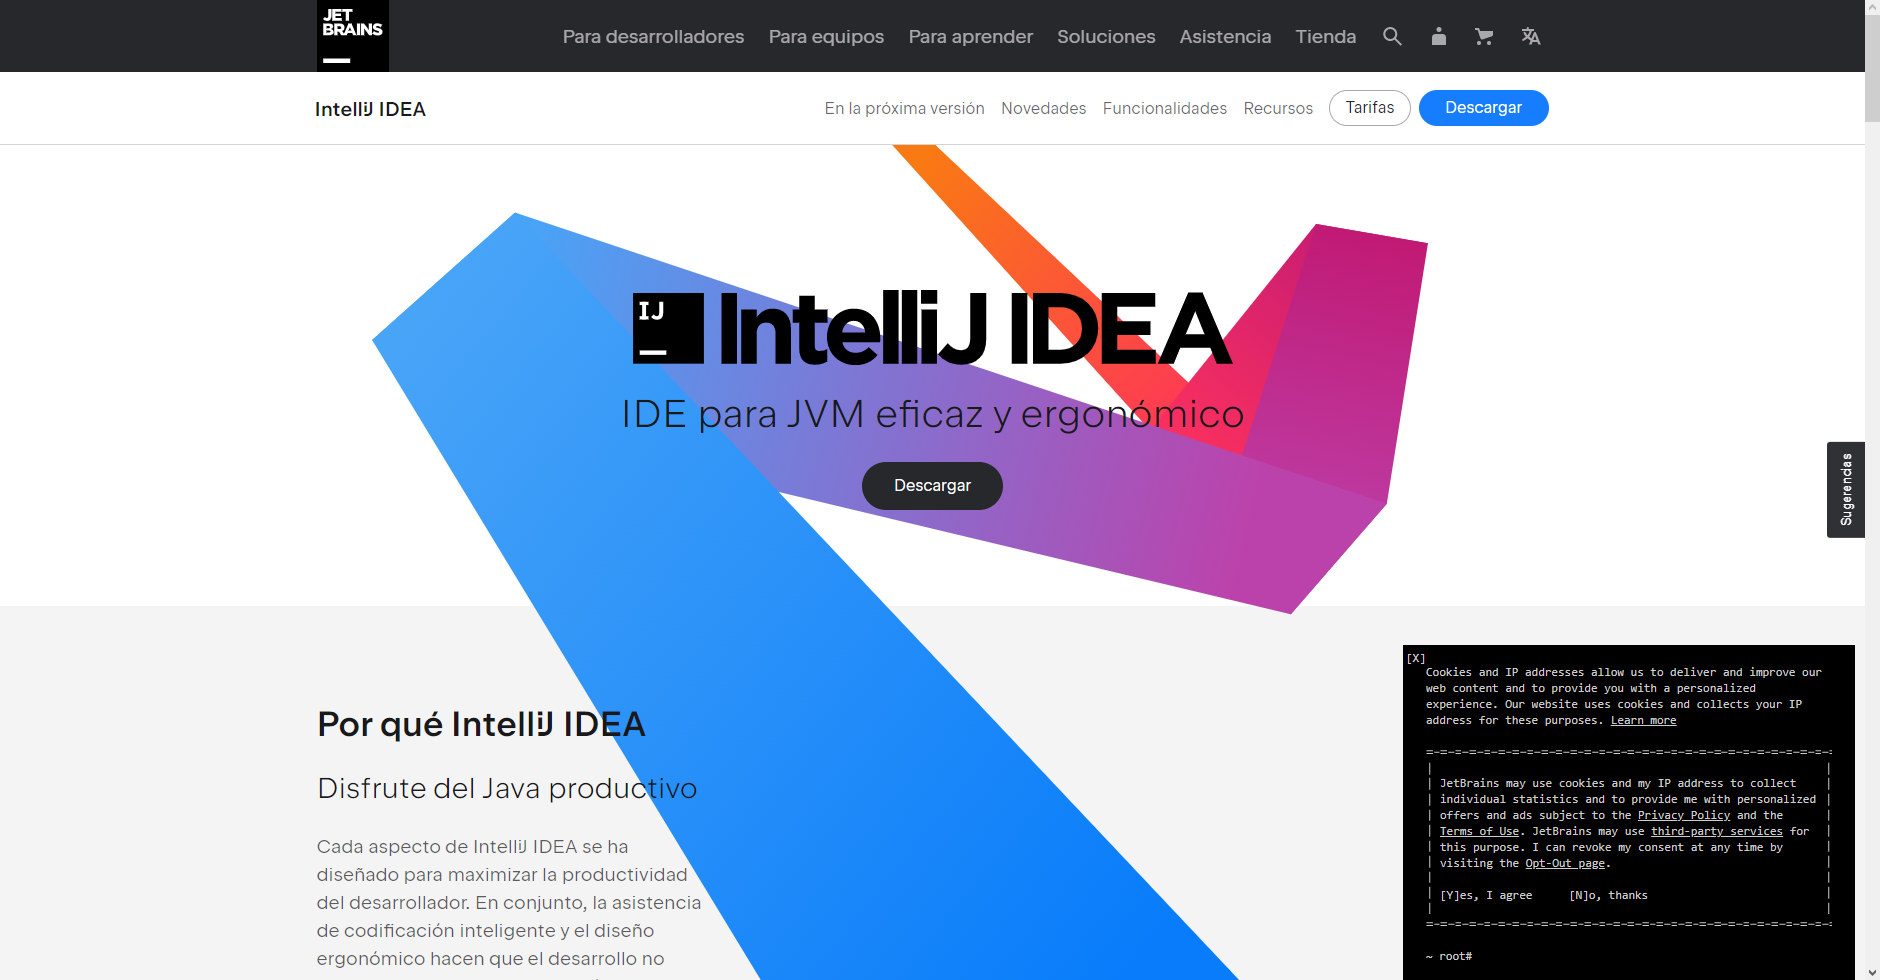 JET
BRAINS
Para desarrolladores Para equipos Para aprender Soluciones Asistencia Tienda
IntelliJ IDEA
En la próxima versión Novedades Funcionalidades Recursos Tarifas Descargar
IJ IntelliJ IDEA
IDE para JVM eficaz y ergonómico
Descargar
Sugerencias
Por qué IntelliJ IDEA
Disfrute del Java productivo
Cada aspecto de IntelliJ IDEA se ha
diseñado para maximizar la productividad
del desarrollador. En conjunto, la asistencia
de codificación inteligente y el diseño
ergonómico hacen que el desarrollo no
[X]
Cookies and IP addresses allow us to deliver and improve our
web content and to provide you with a personalized
experience. Our website uses cookies and collects your IP
address for these purposes. Learn more
JetBrains may use cookies and my IP address to collect
individual statistics and to provide me with personalized
offers and ads subject to the Privacy Policy and the
Terms of Use. JetBrains may use third-party services for
this purpose. I can revoke my consent at any time by
visiting the Opt-Out page.
[Y]es, I agree [N]o, thanks
~ root#